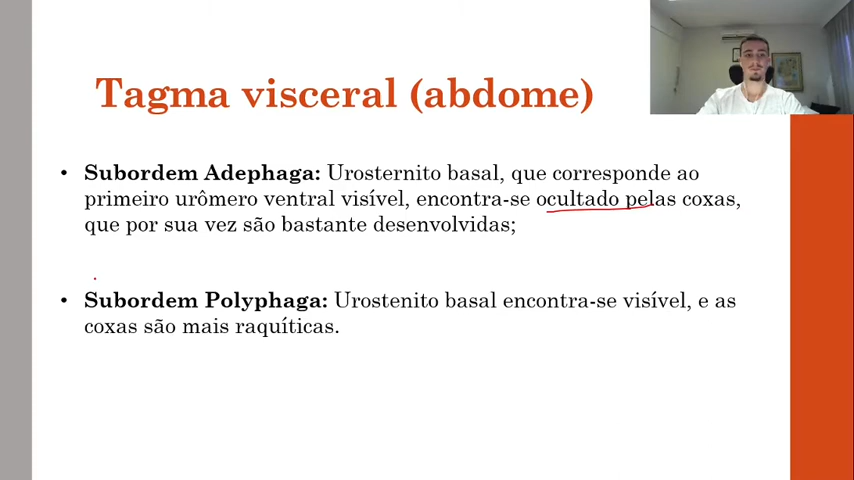 Tagma visceral (abdome)
• Subordem Adephaga: Urosternito basal, que corresponde ao
primeiro urômero ventral visível, encontra-se ocultado pelas coxas,
que por sua vez são bastante desenvolvidas;
• Subordem Polyphaga: Urostenito basal encontra-se visível, e as
coxas são mais raquíticas.